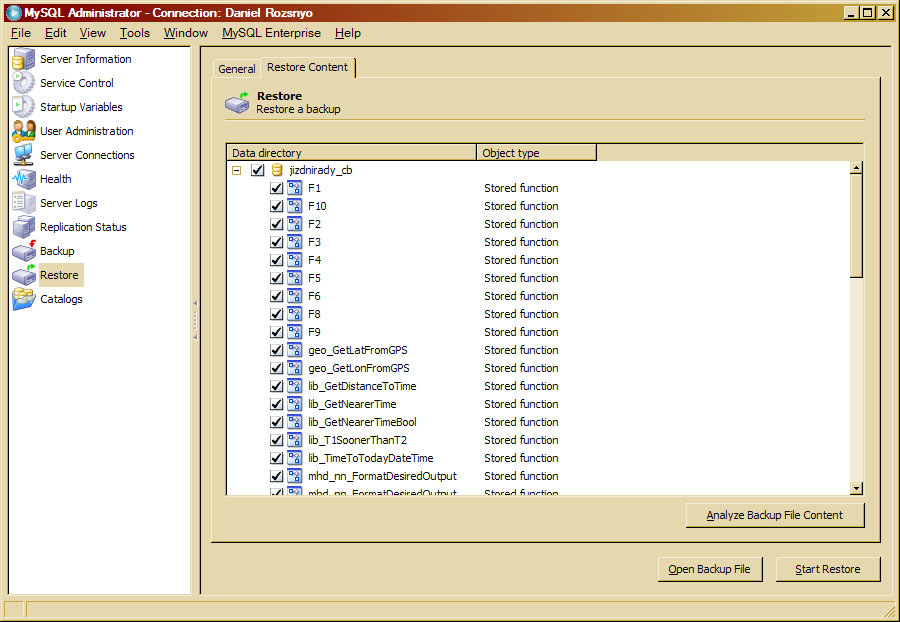 MySQL Administrator - Connection: Daniel Rozsnyo
File Edit View Tools Window MySQL Enterprise Help
Server Information
Service Control
Startup Variables
User Administration
Server Connections
Health
Server Logs
Replication Status
Backup
Restore
Catalogs
General Restore Content
Restore
Restore a backup
Data directory Object type
jizdnirady_cb
F1 Stored function
F10 Stored function
F2 Stored function
F3 Stored function
F4 Stored function
F5 Stored function
F6 Stored function
F8 Stored function
F9 Stored function
geo_GetLatFromGPS Stored function
geo_GetLonFromGPS Stored function
lib_GetDistanceToTime Stored function
lib_GetNearerTime Stored function
lib_GetNearerTimeBool Stored function
lib_T1SoonerThanT2 Stored function
lib_TimeToTodayDateTime Stored function
mhd_nn_FormatDesiredOutput Stored function
mhd_nn_FormatDesiredOutput Stored function
Analyze Backup File Content
Open Backup File Start Restore